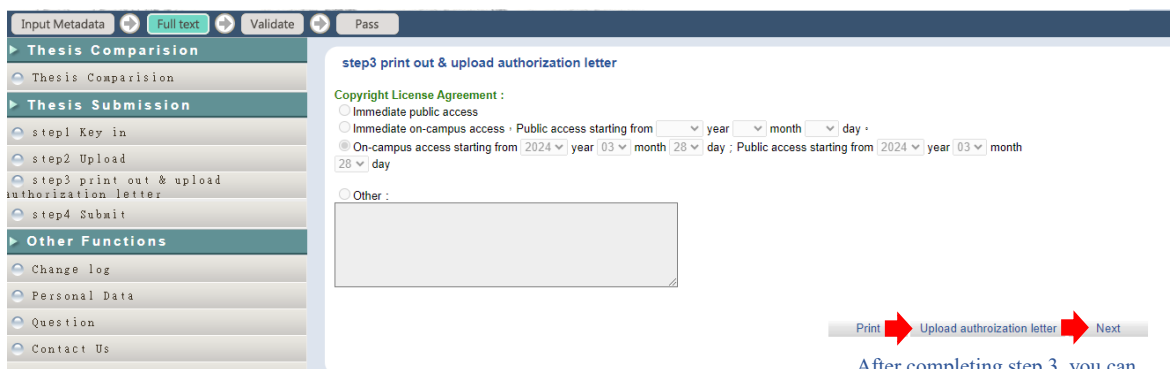 Input Metadata Full text Validate Pass
Thesis Comparision
Thesis Comparision
Thesis Submission
step1 Key in
step2 Upload
step3 print out & upload
authorization letter
step4 Submit
Other Functions
Change log
Personal Data
Question
Contact Us
step3 print out & upload authorization letter
Copyright License Agreement：
Immediate public access
Immediate on-campus access，Public access starting from year month day。
On-campus access starting from 2024 year 03 month 28 day；Public access starting from 2024 year 03 month
28 day
Other：
Print Upload authroization letter Next
After completing step 3, you can